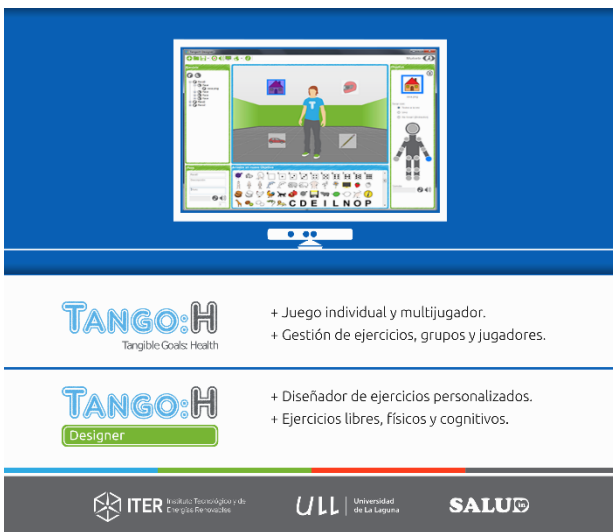 C D E I L N O P
TANGO:H
Tangible Goals: Health
+ Juego individual y multijugador.
+ Gestión de ejercicios, grupos y jugadores.
TANGO:H
Designer
+ Diseñador de ejercicios personalizados.
+ Ejercicios libres, físicos y cognitivos.
ITER
Instituto Tecnológico y de
Energías Renovables
ULL
Universidad
de La Laguna
SALUD in